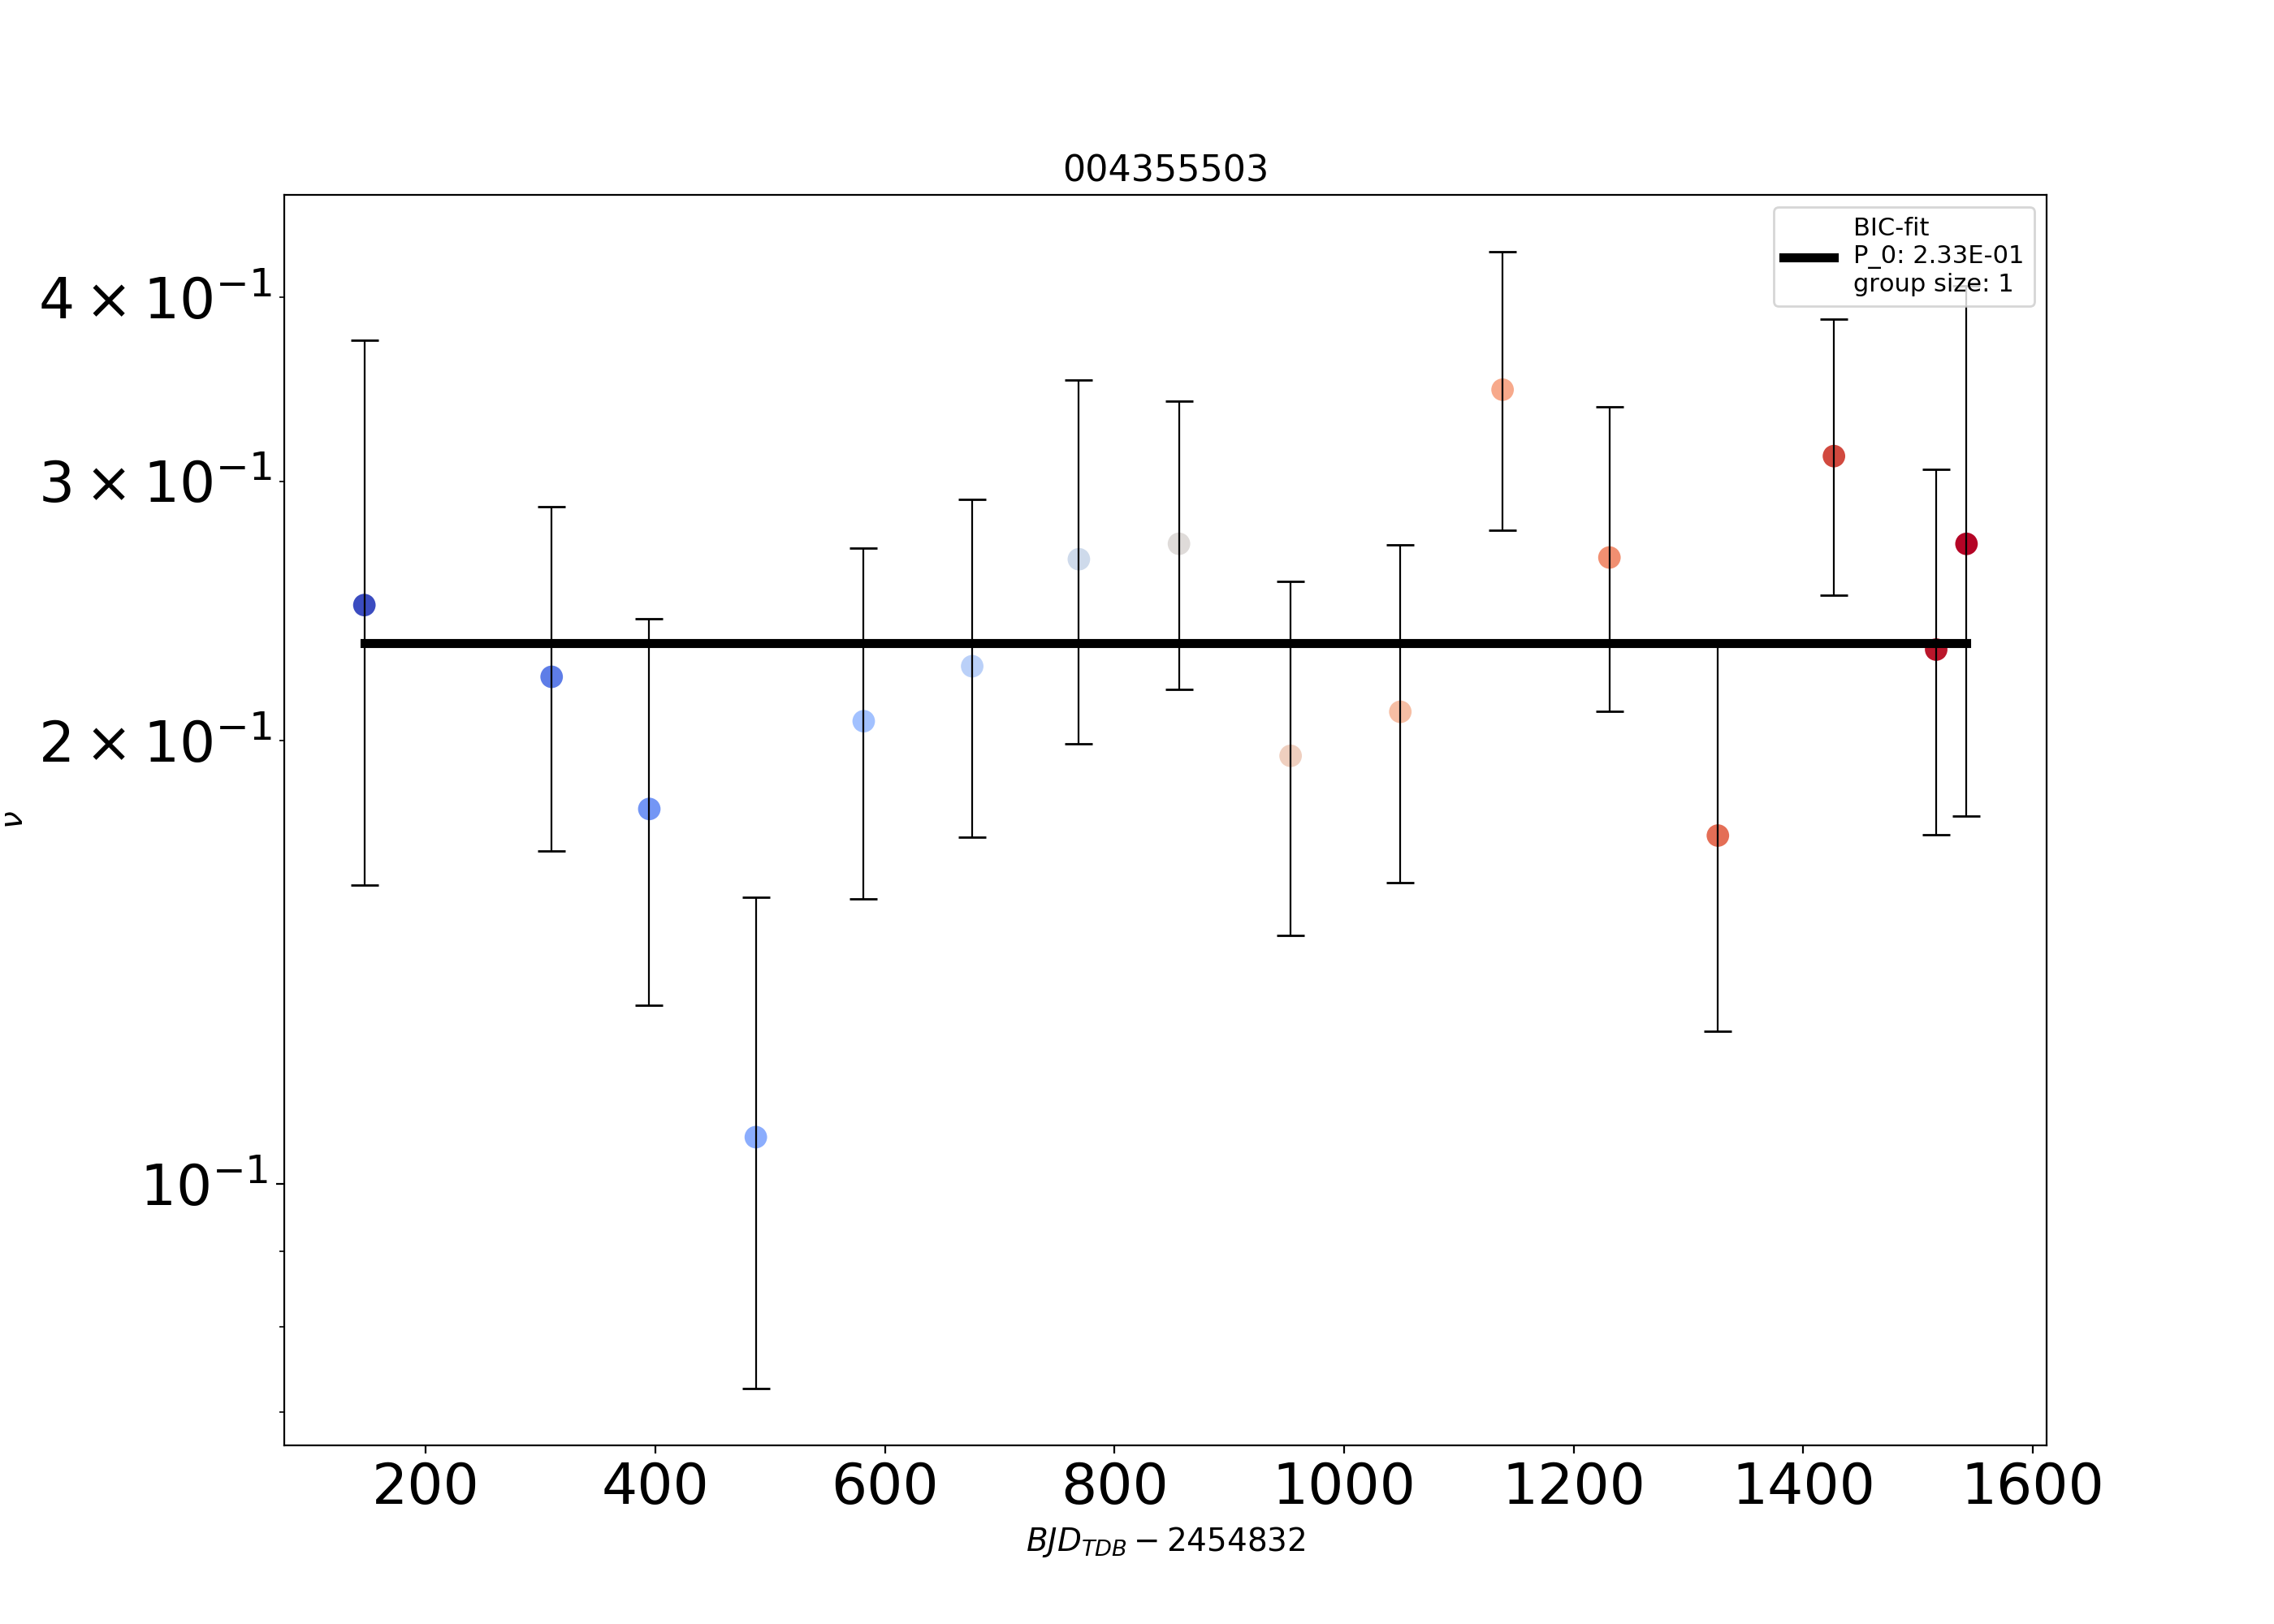 004355503
BIC-fit
P_0: 2.33E-01
group size: 1
4 × 10⁻¹
3 × 10⁻¹
2 × 10⁻¹
10⁻¹
ν
200 400 600 800 1000 1200 1400 1600
BJD_TDB − 2454832